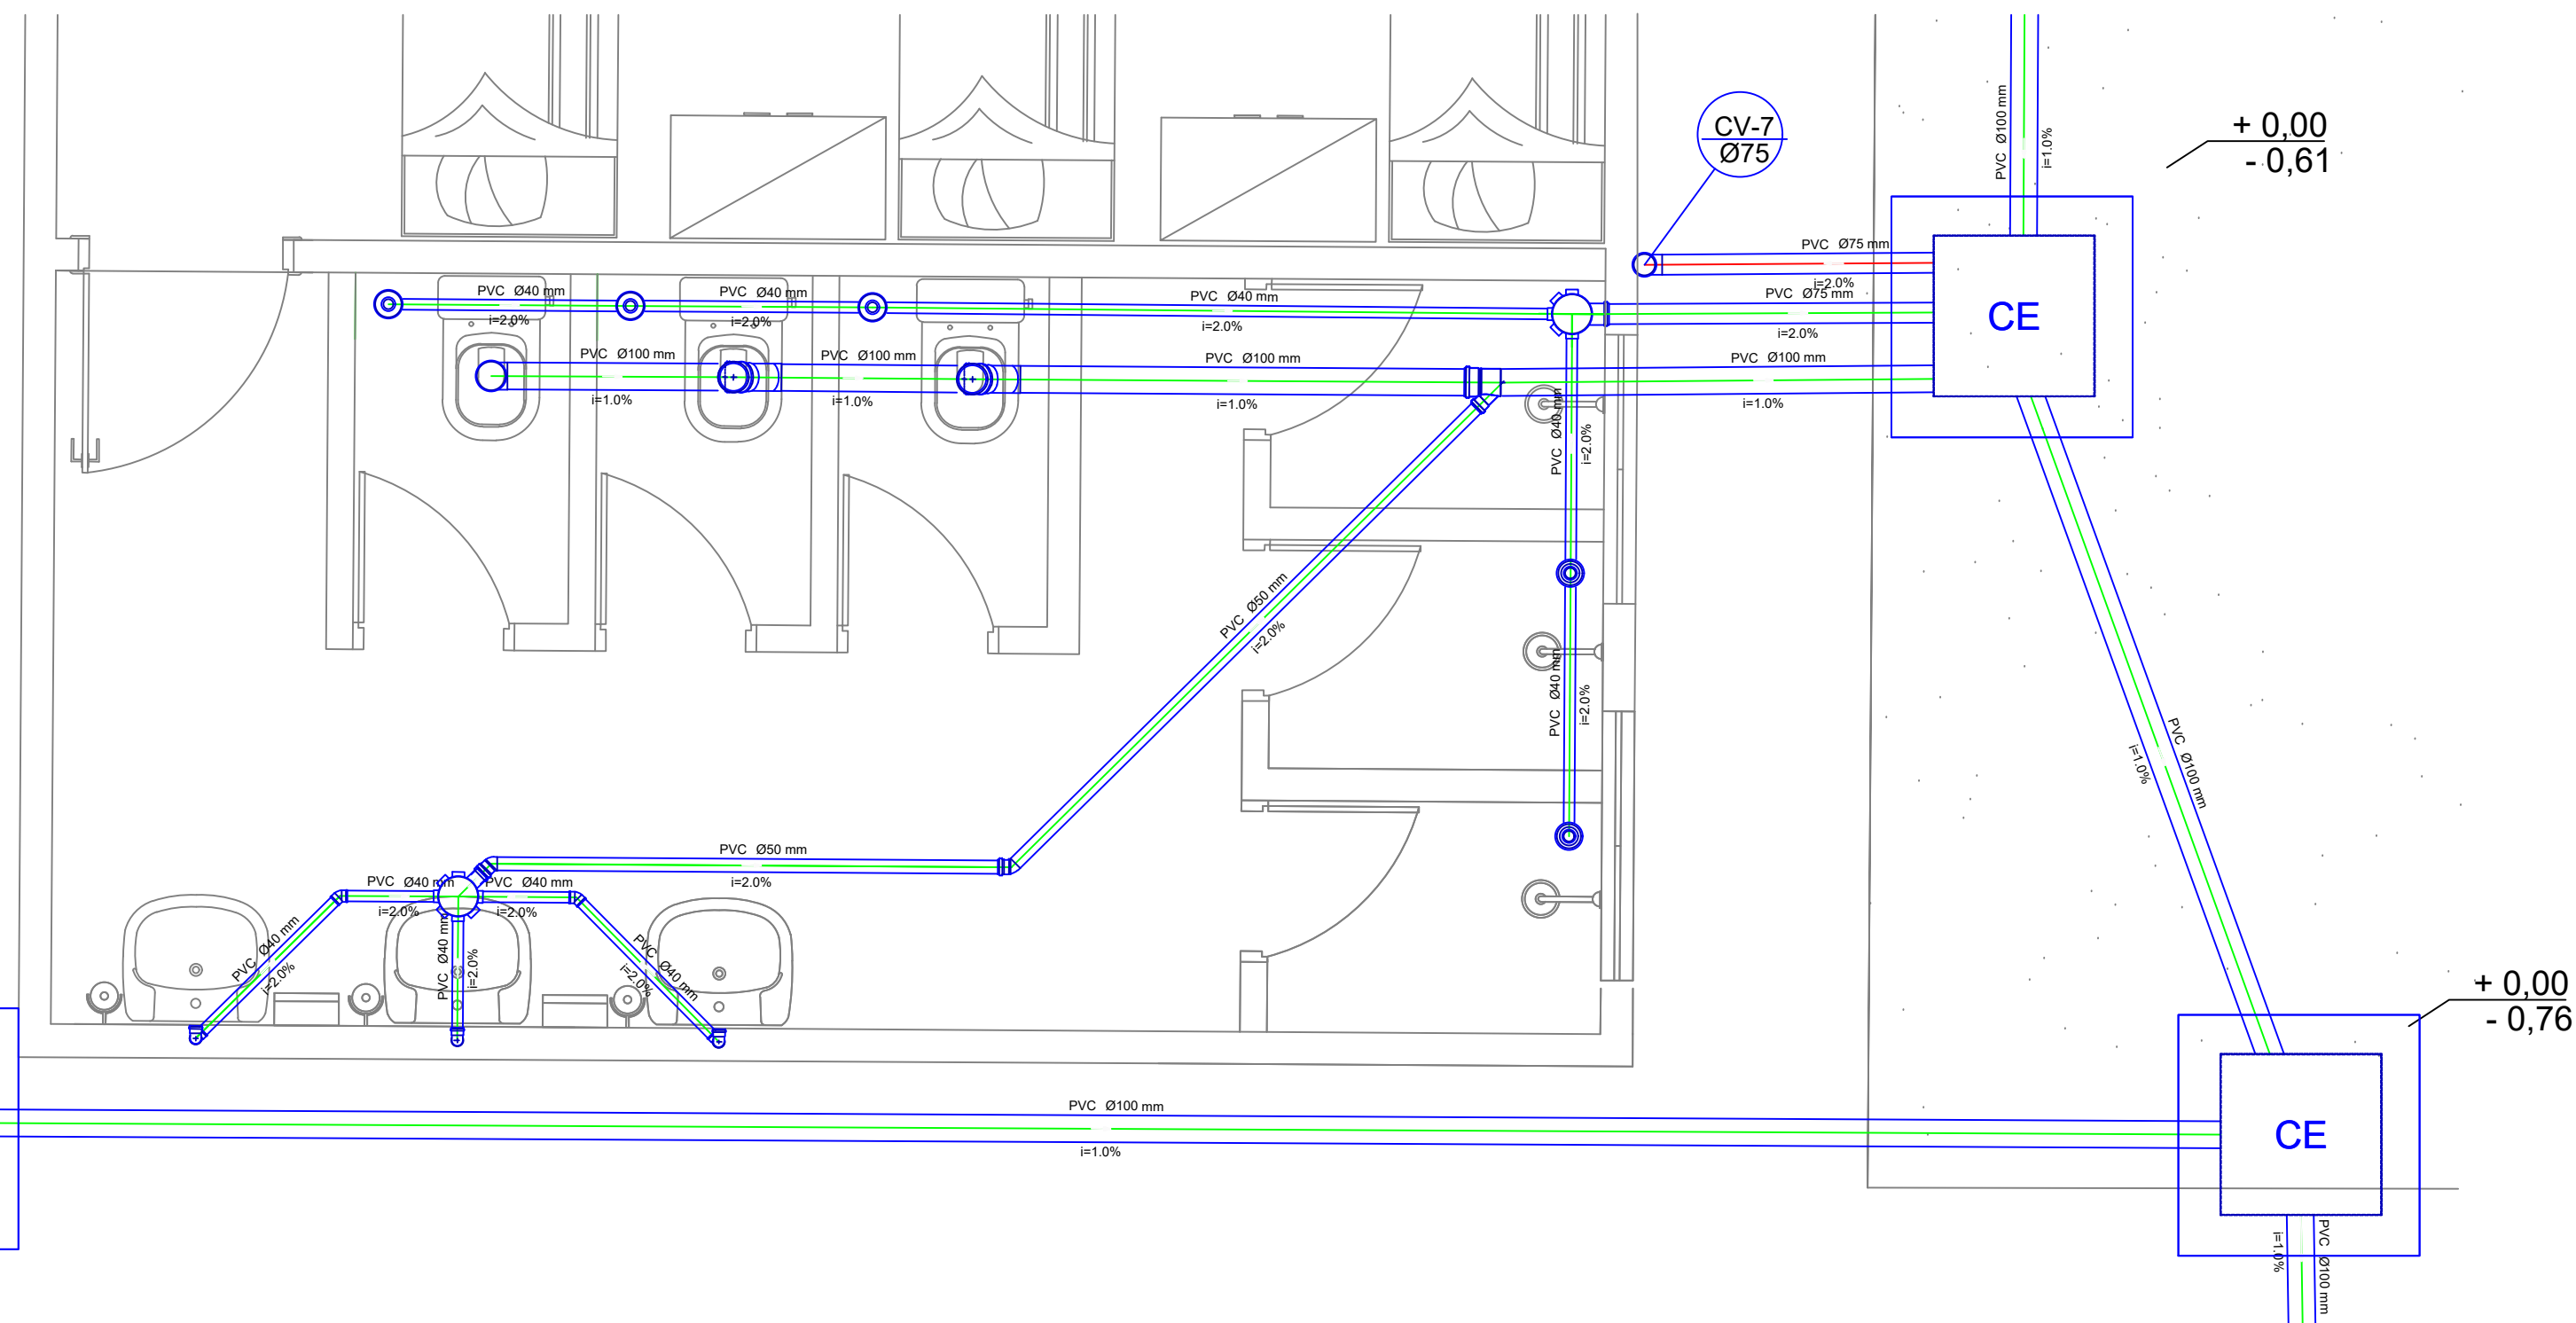 PVC Ø100 mm
i=1.0%
+ 0,00
- 0,61
CV-7
Ø75
PVC Ø75 mm
i=2.0%
PVC Ø75 mm
i=2.0%
CE
PVC Ø40 mm
i=2.0%
PVC Ø40 mm
i=2.0%
PVC Ø40 mm
i=2.0%
PVC Ø100 mm
i=1.0%
PVC Ø100 mm
i=1.0%
PVC Ø100 mm
i=1.0%
PVC Ø100 mm
i=1.0%
PVC Ø40 mm
i=2.0%
PVC Ø50 mm
i=2.0%
PVC Ø40 mm
i=2.0%
PVC Ø100 mm
i=1.0%
PVC Ø50 mm
i=2.0%
PVC Ø40 mm
i=2.0%
PVC Ø40 mm
i=2.0%
PVC Ø40 mm
i=2.0%
PVC Ø40 mm
i=2.0%
PVC Ø40 mm
i=2.0%
+ 0,00
- 0,76
PVC Ø100 mm
i=1.0%
CE
i=1.0%
PVC Ø100 mm